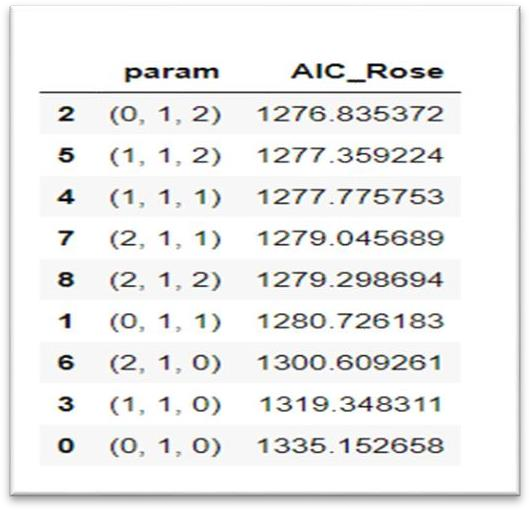 param AIC_Rose
2 (0, 1, 2) 1276.835372
5 (1, 1, 2) 1277.359224
4 (1, 1, 1) 1277.775753
7 (2, 1, 1) 1279.045689
8 (2, 1, 2) 1279.298694
1 (0, 1, 1) 1280.726183
6 (2, 1, 0) 1300.609261
3 (1, 1, 0) 1319.348311
0 (0, 1, 0) 1335.152658